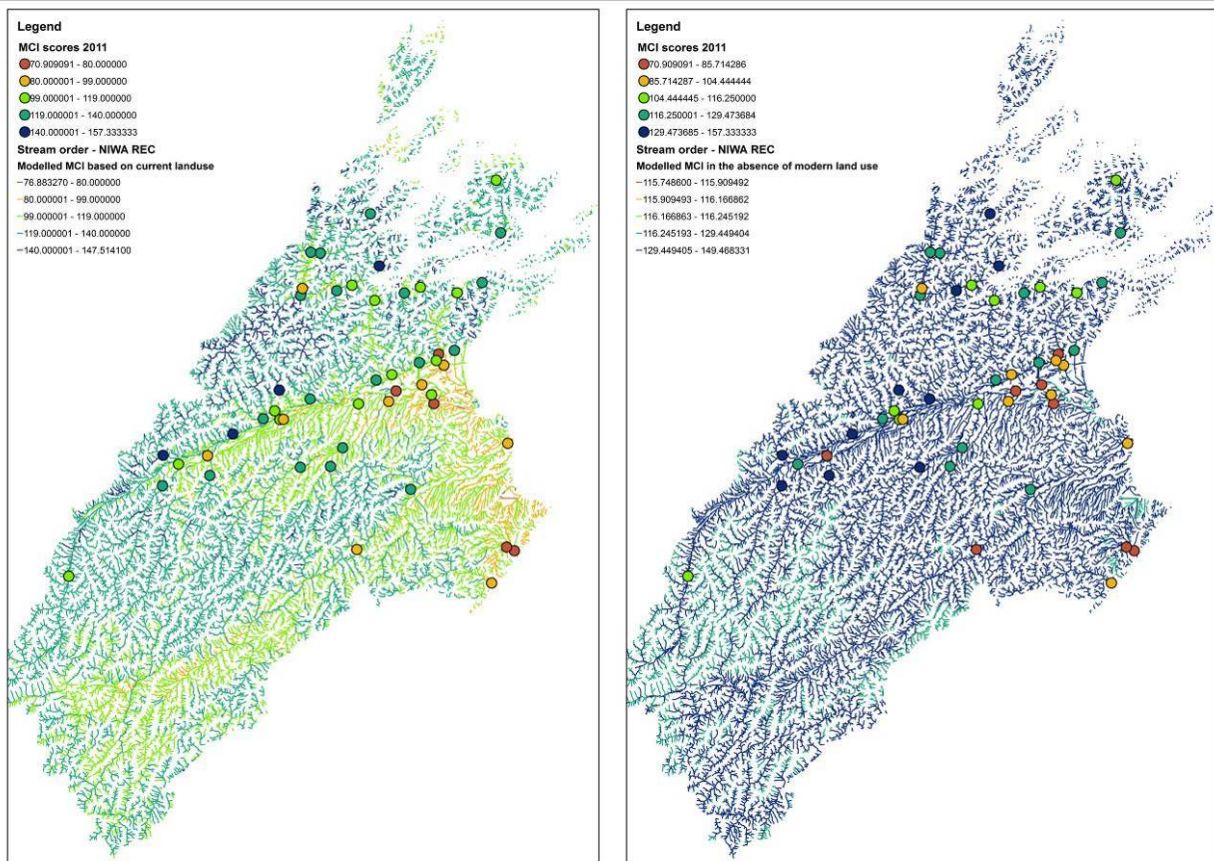 Legend
MCI scores 2011
70.909091 - 80.000000
80.000001 - 99.000000
99.000001 - 119.000000
119.000001 - 140.000000
140.000001 - 157.333333
Stream order - NIWA REC
Modelled MCI based on current landuse
76.883270 - 80.000000
80.000001 - 99.000000
99.000001 - 119.000000
119.000001 - 140.000000
140.000001 - 147.514100
Legend
MCI scores 2011
70.909091 - 85.714286
85.714287 - 104.444444
104.444445 - 116.250000
116.250001 - 129.473684
129.473685 - 157.333333
Stream order - NIWA REC
Modelled MCI in the absence of modern land use
115.748600 - 115.909492
115.909493 - 116.166862
116.166863 - 116.245192
116.245193 - 129.449404
129.449405 - 149.468331